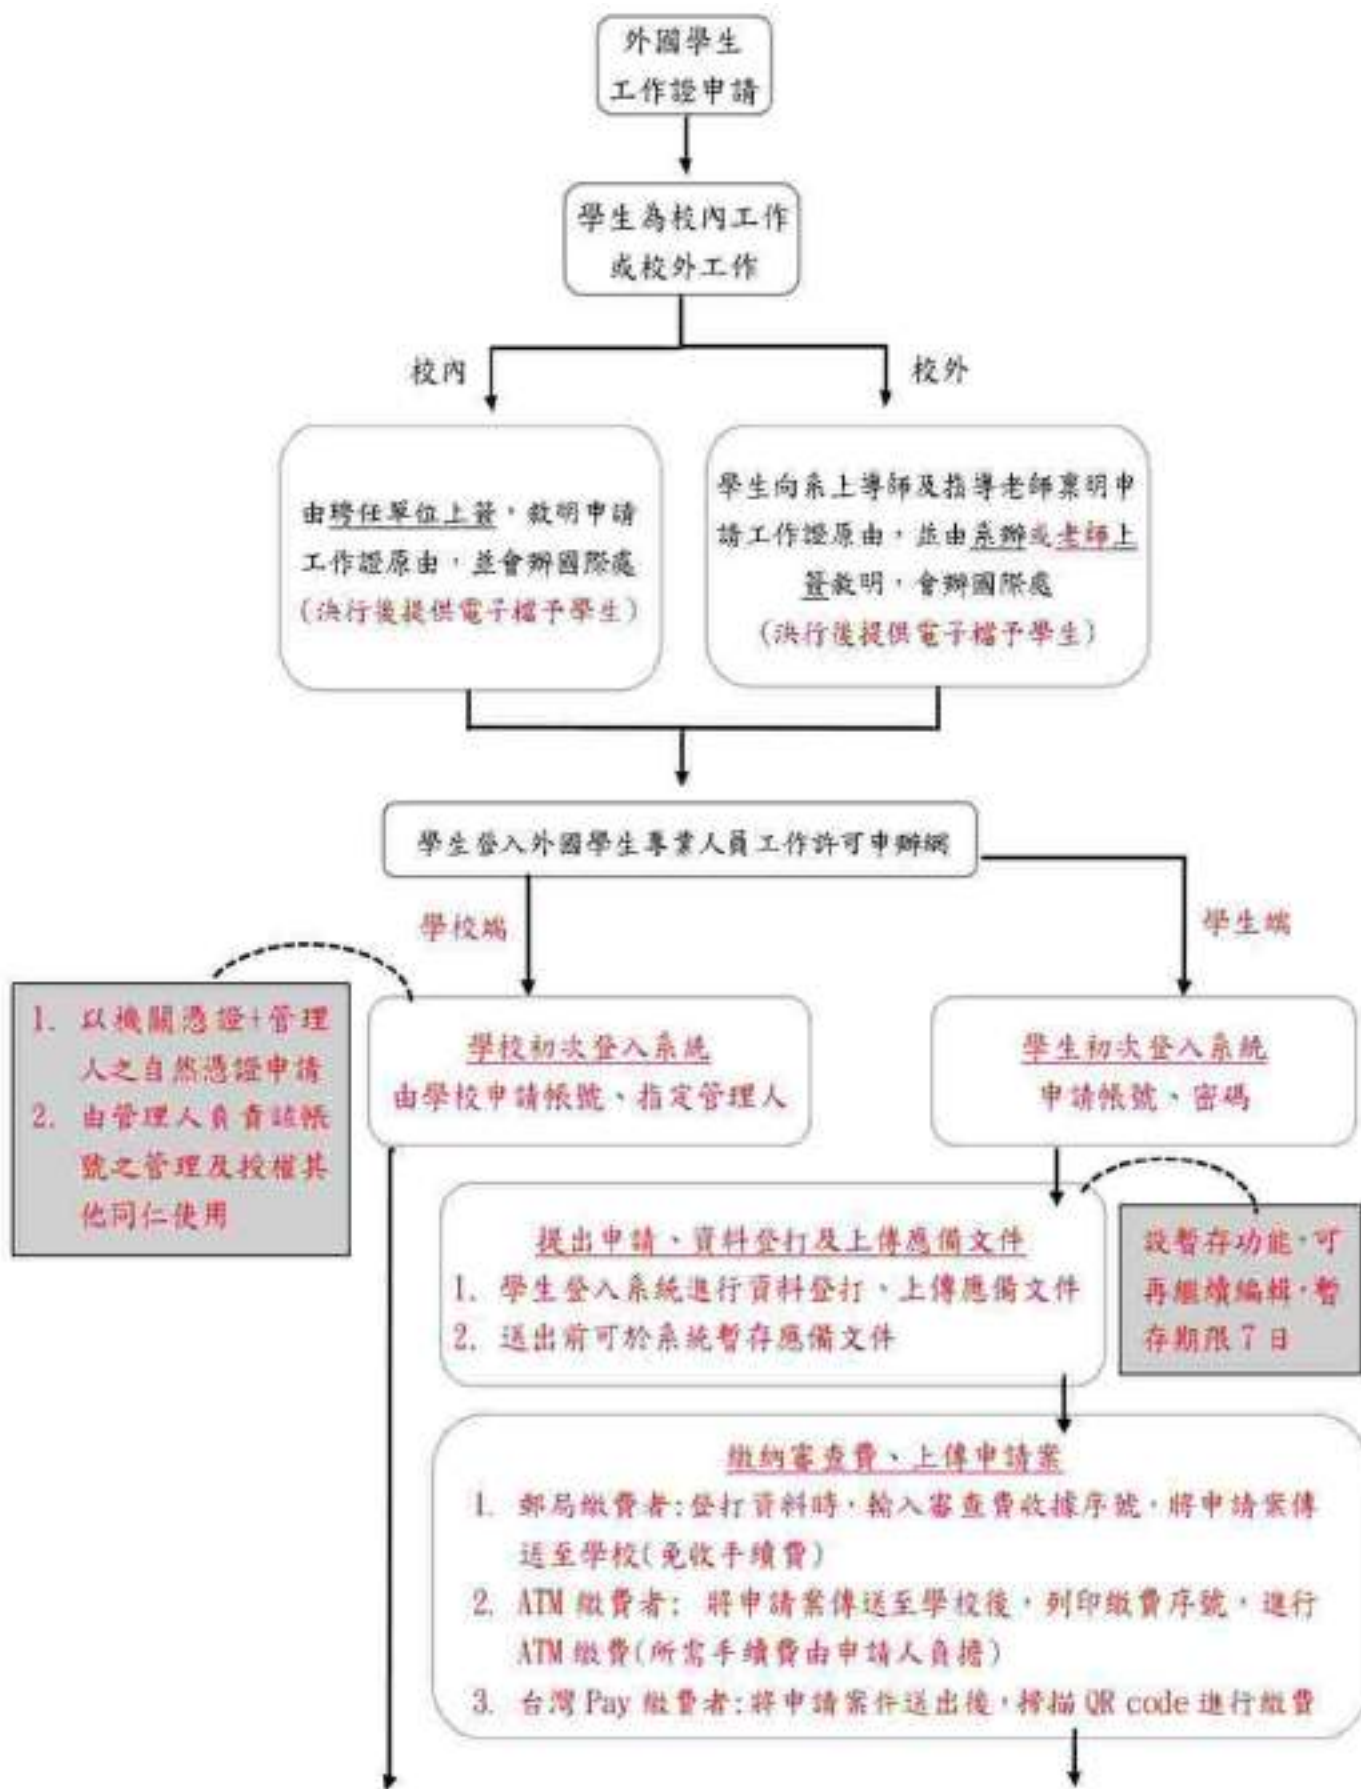 外國學生
工作證申請
學生為校內工作
或校外工作
校內
校外
由聘任單位上簽，敘明申請
工作證原由，並會辦國際處
(決行後提供電子檔予學生)
學生向系上導師及指導老師稟明申
請工作證原由，並由系辦或老師上
簽敘明，會辦國際處
(決行後提供電子檔予學生)
學生登入外國學生專業人員工作許可申辦網
學校端
學生端
1. 以機關憑證+管理
人之自然憑證申請
2. 由管理人負責該帳
號之管理及授權其
他同仁使用
學校初次登入系統
由學校申請帳號、指定管理人
學生初次登入系統
申請帳號、密碼
提出申請、資料登打及上傳應備文件
1. 學生登入系統進行資料登打、上傳應備文件
2. 送出前可於系統暫存應備文件
設暫存功能，可
再繼續編輯，暫
存期限 7 日
繳納審查費、上傳申請案
1. 郵局繳費者:登打資料時，輸入審查費收據序號，將申請案傳
送至學校(免收手續費)
2. ATM 繳費者: 將申請案傳送至學校後，列印繳費序號，進行
ATM 繳費(所需手續費由申請人負擔)
3. 台灣 Pay 繳費者:將申請案件送出後，掃描 QR code 進行繳費